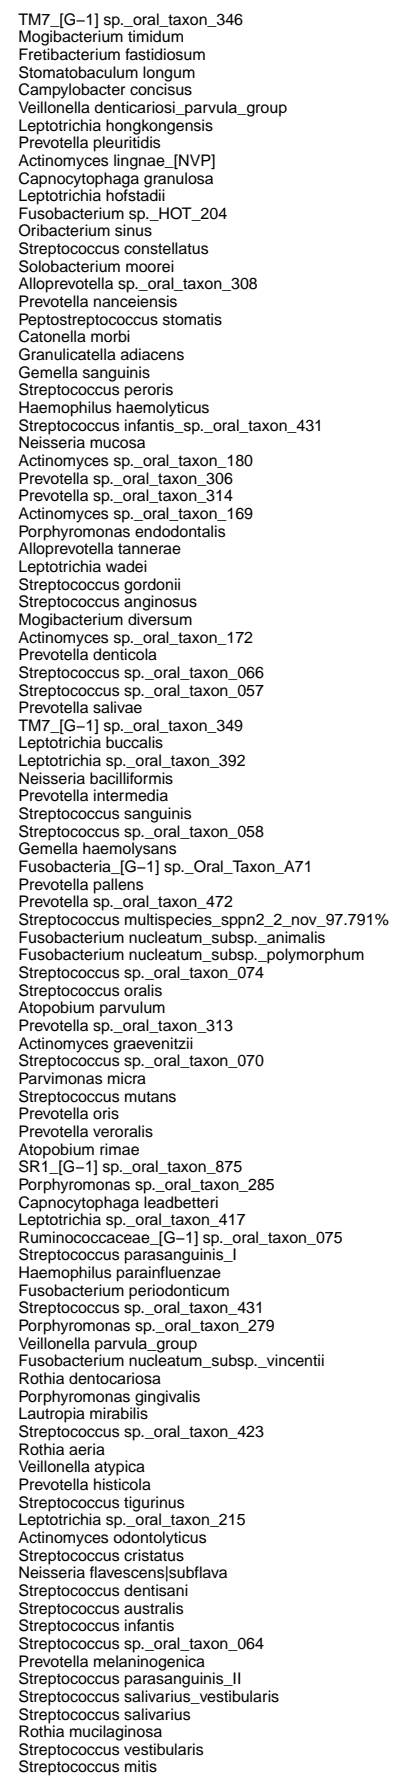 TM7_[G−1] sp._oral_taxon_346
Mogibacterium timidum
Fretibacterium fastidiosum
Stomatobaculum longum
Campylobacter concisus
Veillonella denticariosi_parvula_group
Leptotrichia hongkongensis
Prevotella pleuritidis
Actinomyces lingnae_[NVP]
Capnocytophaga granulosa
Leptotrichia hofstadii
Fusobacterium sp._HOT_204
Oribacterium sinus
Streptococcus constellatus
Solobacterium moorei
Alloprevotella sp._oral_taxon_308
Prevotella nanceiensis
Peptostreptococcus stomatis
Catonella morbi
Granulicatella adiacens
Gemella sanguinis
Streptococcus peroris
Haemophilus haemolyticus
Streptococcus infantis_sp._oral_taxon_431
Neisseria mucosa
Actinomyces sp._oral_taxon_180
Prevotella sp._oral_taxon_306
Prevotella sp._oral_taxon_314
Actinomyces sp._oral_taxon_169
Porphyromonas endodontalis
Alloprevotella tannerae
Leptotrichia wadei
Streptococcus gordonii
Streptococcus anginosus
Mogibacterium diversum
Actinomyces sp._oral_taxon_172
Prevotella denticola
Streptococcus sp._oral_taxon_066
Streptococcus sp._oral_taxon_057
Prevotella salivae
TM7_[G−1] sp._oral_taxon_349
Leptotrichia buccalis
Leptotrichia sp._oral_taxon_392
Neisseria bacilliformis
Prevotella intermedia
Streptococcus sanguinis
Streptococcus sp._oral_taxon_058
Gemella haemolysans
Fusobacteria_[G−1] sp._Oral_Taxon_A71
Prevotella pallens
Prevotella sp._oral_taxon_472
Streptococcus multispecies_sppn2_2_nov_97.791%
Fusobacterium nucleatum_subsp._animalis
Fusobacterium nucleatum_subsp._polymorphum
Streptococcus sp._oral_taxon_074
Streptococcus oralis
Atopobium parvulum
Prevotella sp._oral_taxon_313
Actinomyces graevenitzii
Streptococcus sp._oral_taxon_070
Parvimonas micra
Streptococcus mutans
Prevotella oris
Prevotella veroralis
Atopobium rimae
SR1_[G−1] sp._oral_taxon_875
Porphyromonas sp._oral_taxon_285
Capnocytophaga leadbetteri
Leptotrichia sp._oral_taxon_417
Ruminococcaceae_[G−1] sp._oral_taxon_075
Streptococcus parasanguinis_I
Haemophilus parainfluenzae
Fusobacterium periodonticum
Streptococcus sp._oral_taxon_431
Porphyromonas sp._oral_taxon_279
Veillonella parvula_group
Fusobacterium nucleatum_subsp._vincentii
Rothia dentocariosa
Porphyromonas gingivalis
Lautropia mirabilis
Streptococcus sp._oral_taxon_423
Rothia aeria
Veillonella atypica
Prevotella histicola
Streptococcus tigurinus
Leptotrichia sp._oral_taxon_215
Actinomyces odontolyticus
Streptococcus cristatus
Neisseria flavescens|subflava
Streptococcus dentisani
Streptococcus australis
Streptococcus infantis
Streptococcus sp._oral_taxon_064
Prevotella melaninogenica
Streptococcus parasanguinis_II
Streptococcus salivarius_vestibularis
Streptococcus salivarius
Rothia mucilaginosa
Streptococcus vestibularis
Streptococcus mitis